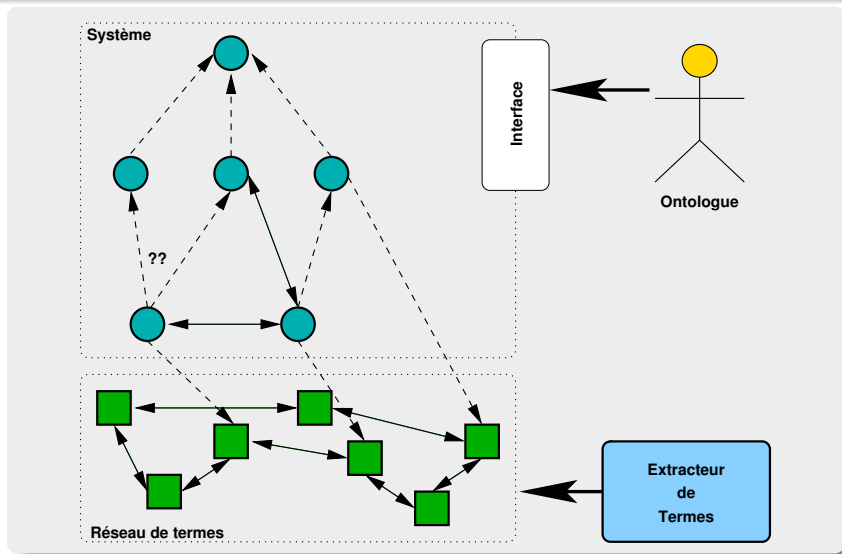 Système
Interface
Ontologue
??
Extracteur
de
Termes
Réseau de termes